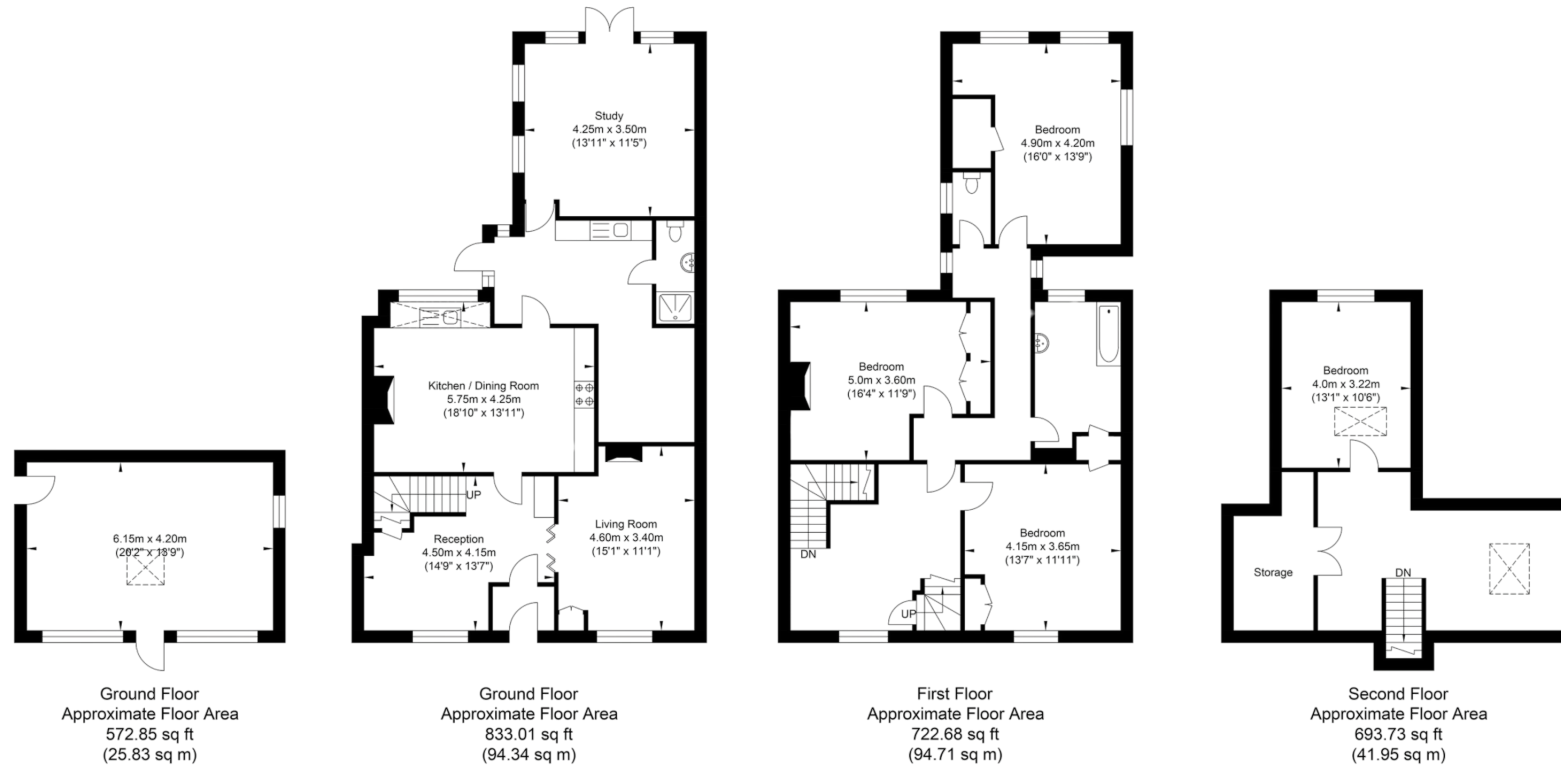 6.15m x 4.20m
(20'2" x 13'9")
Ground Floor
Approximate Floor Area
572.85 sq ft
(25.83 sq m)
Study
4.25m x 3.50m
(13'11" x 11'5")
Kitchen / Dining Room
5.75m x 4.25m
(18'10" x 13'11")
UP
Reception
4.50m x 4.15m
(14'9" x 13'7")
Living Room
4.60m x 3.40m
(15'1" x 11'1")
Ground Floor
Approximate Floor Area
833.01 sq ft
(94.34 sq m)
Bedroom
4.90m x 4.20m
(16'0" x 13'9")
Bedroom
5.0m x 3.60m
(16'4" x 11'9")
DN
UP
Bedroom
4.15m x 3.65m
(13'7" x 11'11")
First Floor
Approximate Floor Area
722.68 sq ft
(94.71 sq m)
Bedroom
4.0m x 3.22m
(13'1" x 10'6")
Storage
DN
Second Floor
Approximate Floor Area
693.73 sq ft
(41.95 sq m)